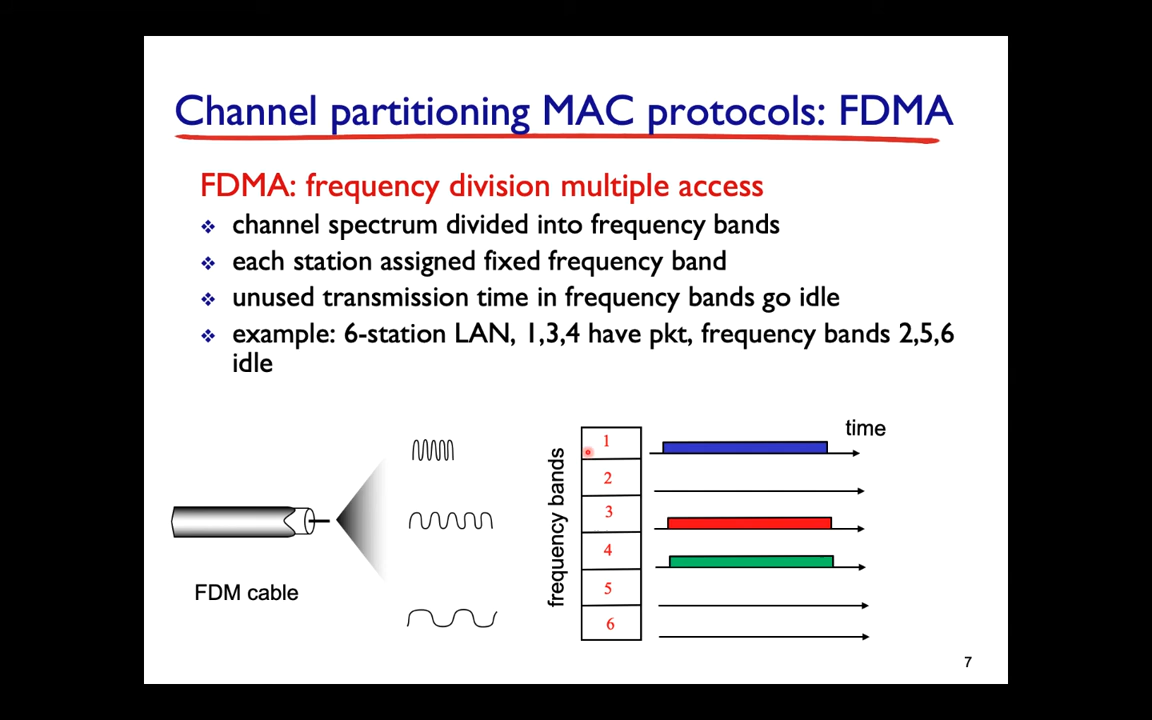 Channel partitioning MAC protocols: FDMA
FDMA: frequency division multiple access
channel spectrum divided into frequency bands
each station assigned fixed frequency band
unused transmission time in frequency bands go idle
example: 6-station LAN, 1,3,4 have pkt, frequency bands 2,5,6
idle
FDM cable
frequency bands
1
2
3
4
5
6
time
7